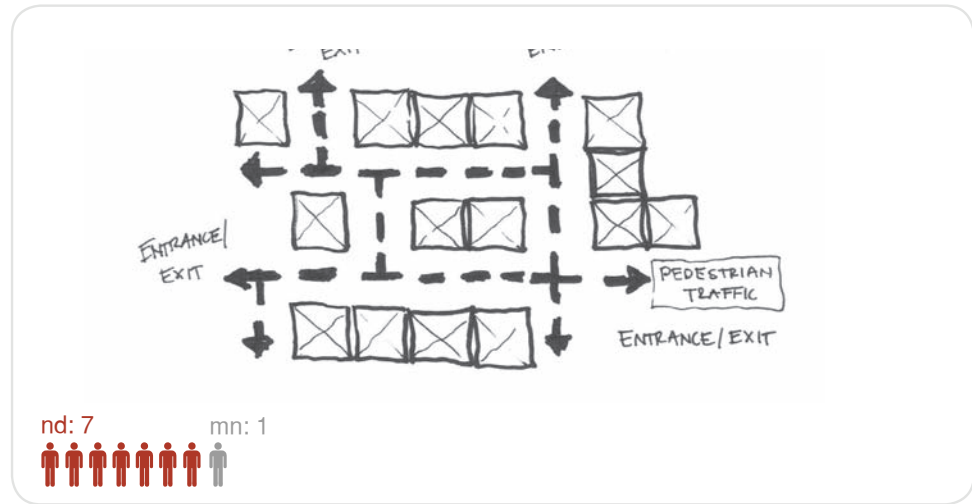 EXIT
ENTRANCE/
EXIT
PEDESTRIAN
TRAFFIC
ENTRANCE/EXIT
nd: 7
mn: 1